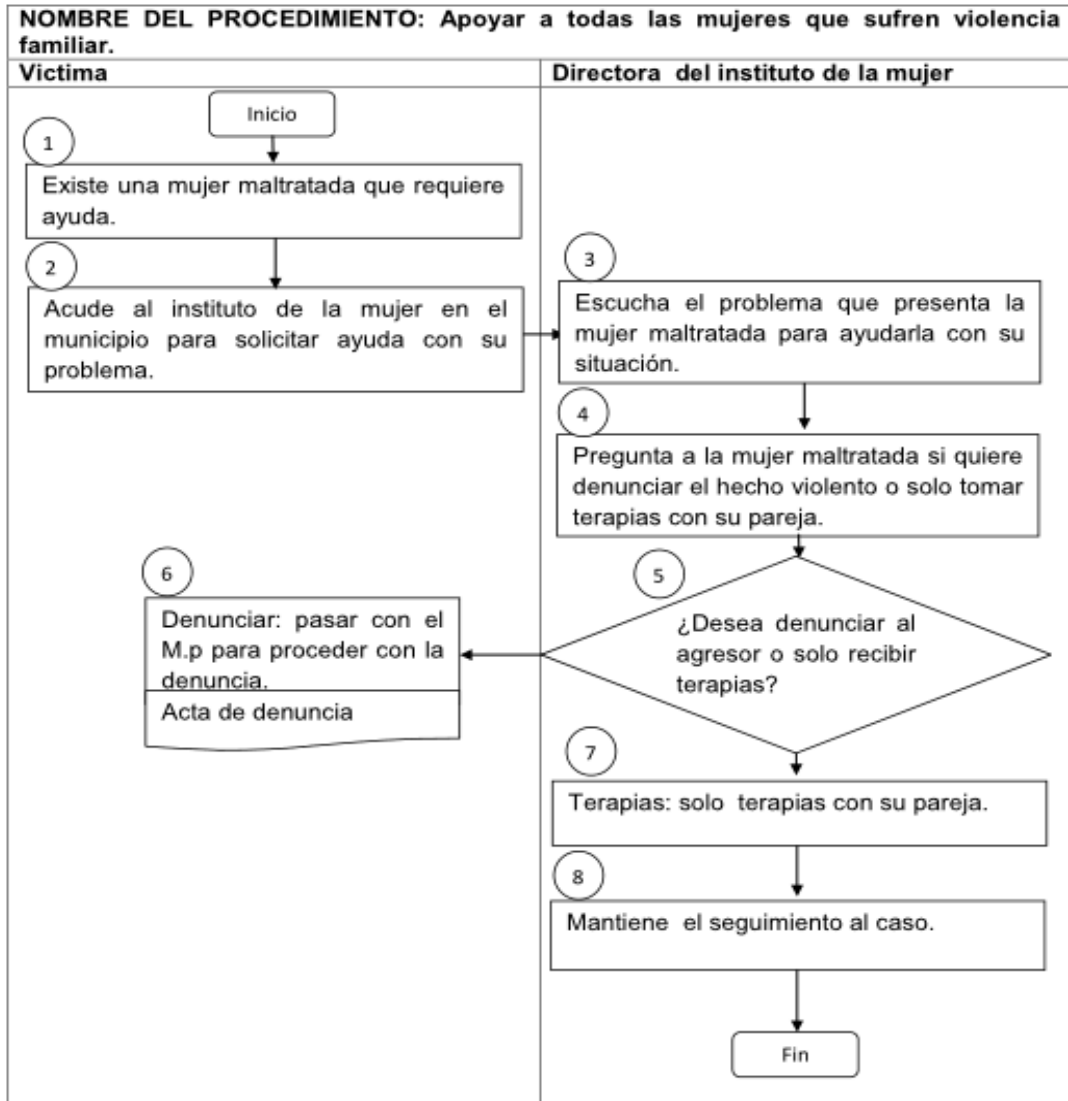 NOMBRE DEL PROCEDIMIENTO: Apoyar a todas las mujeres que sufren violencia
familiar.
Victima
Directora del instituto de la mujer
Inicio
1
Existe una mujer maltratada que requiere
ayuda.
2
Acude al instituto de la mujer en el
municipio para solicitar ayuda con su
problema.
3
Escucha el problema que presenta la
mujer maltratada para ayudarla con su
situación.
4
Pregunta a la mujer maltratada si quiere
denunciar el hecho violento o solo tomar
terapias con su pareja.
5
¿Desea denunciar al
agresor o solo recibir
terapias?
6
Denunciar: pasar con el
M.p para proceder con la
denuncia.
Acta de denuncia
7
Terapias: solo terapias con su pareja.
8
Mantiene el seguimiento al caso.
Fin